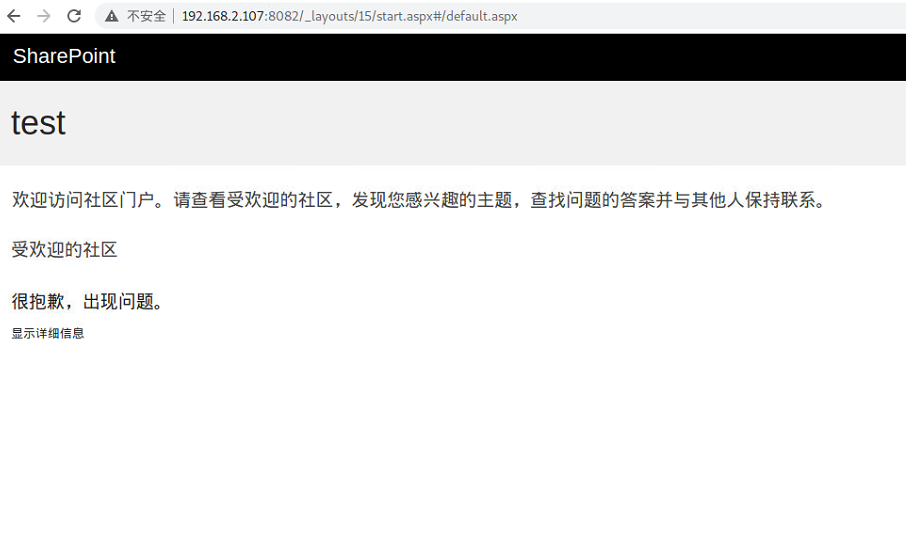 不安全 192.168.2.107:8082/_layouts/15/start.aspx#/default.aspx
SharePoint
test
欢迎访问社区门户。请查看受欢迎的社区，发现您感兴趣的主题，查找问题的答案并与其他人保持联系。
受欢迎的社区
很抱歉，出现问题。
显示详细信息